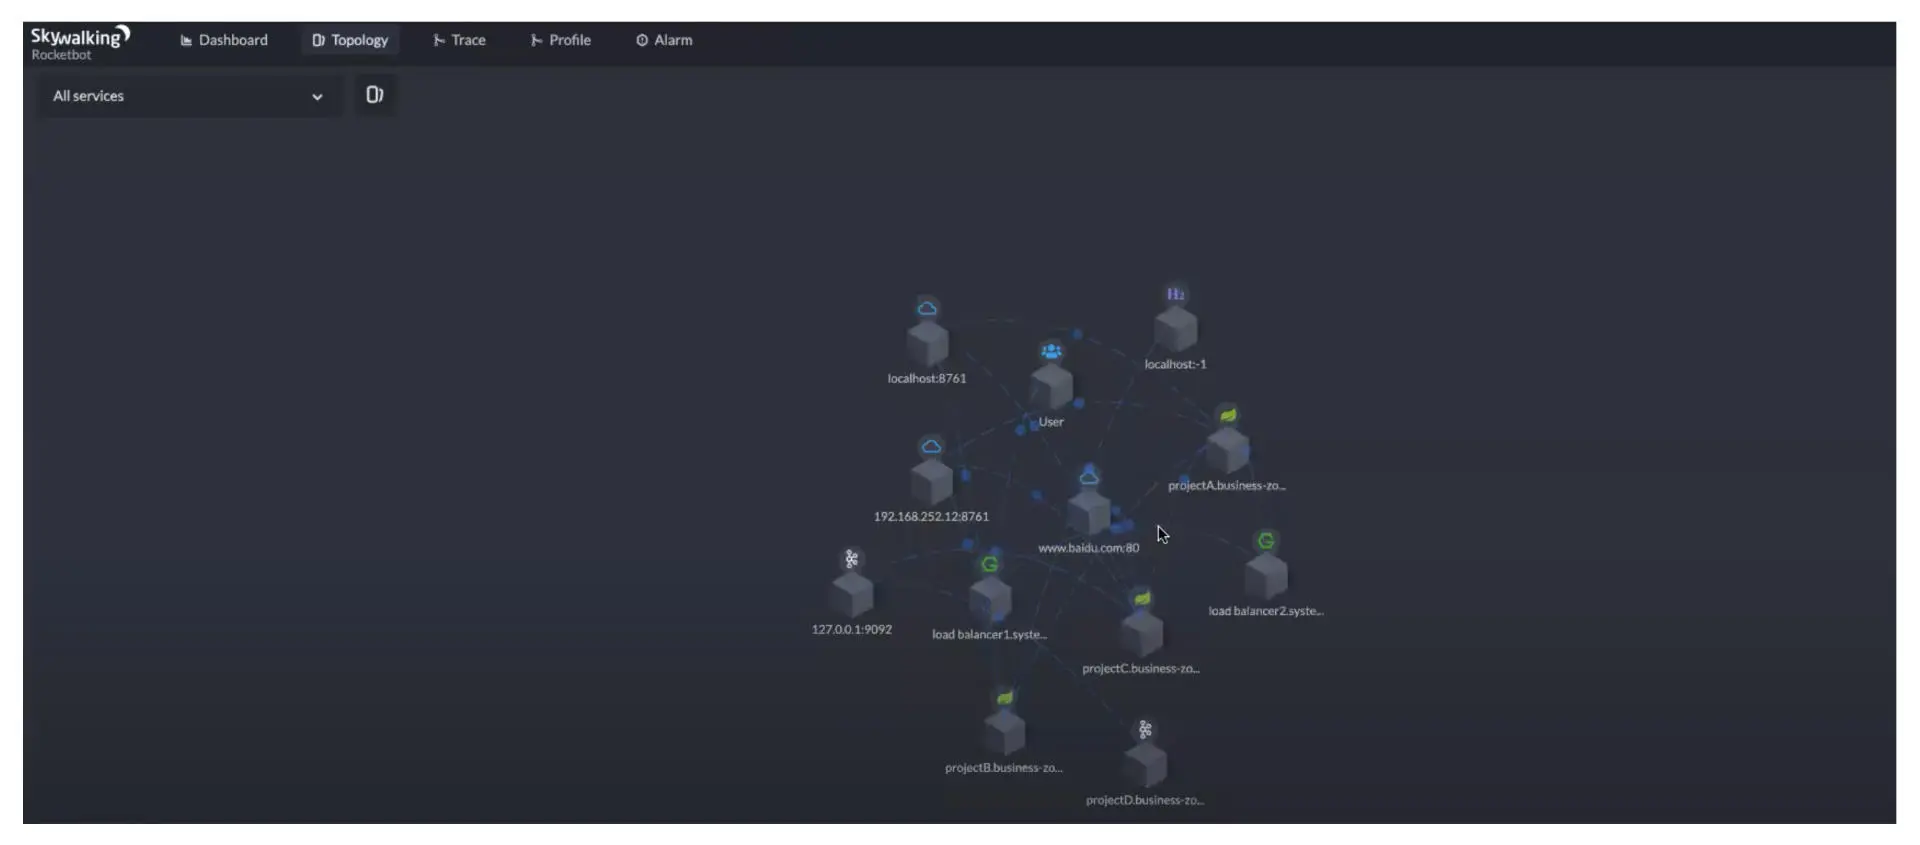 Skywalking
Rocketbot
Dashboard
Topology
Trace
Profile
Alarm
All services
H2
localhost:8761
localhost:-1
User
projectA.business-zo...
192.168.252.12:8761
www.baidu.com:80
load balancer2.syste...
127.0.0.1:9092
load balancer1.syste...
projectC.business-zo...
projectB.business-zo...
projectD.business-zo...